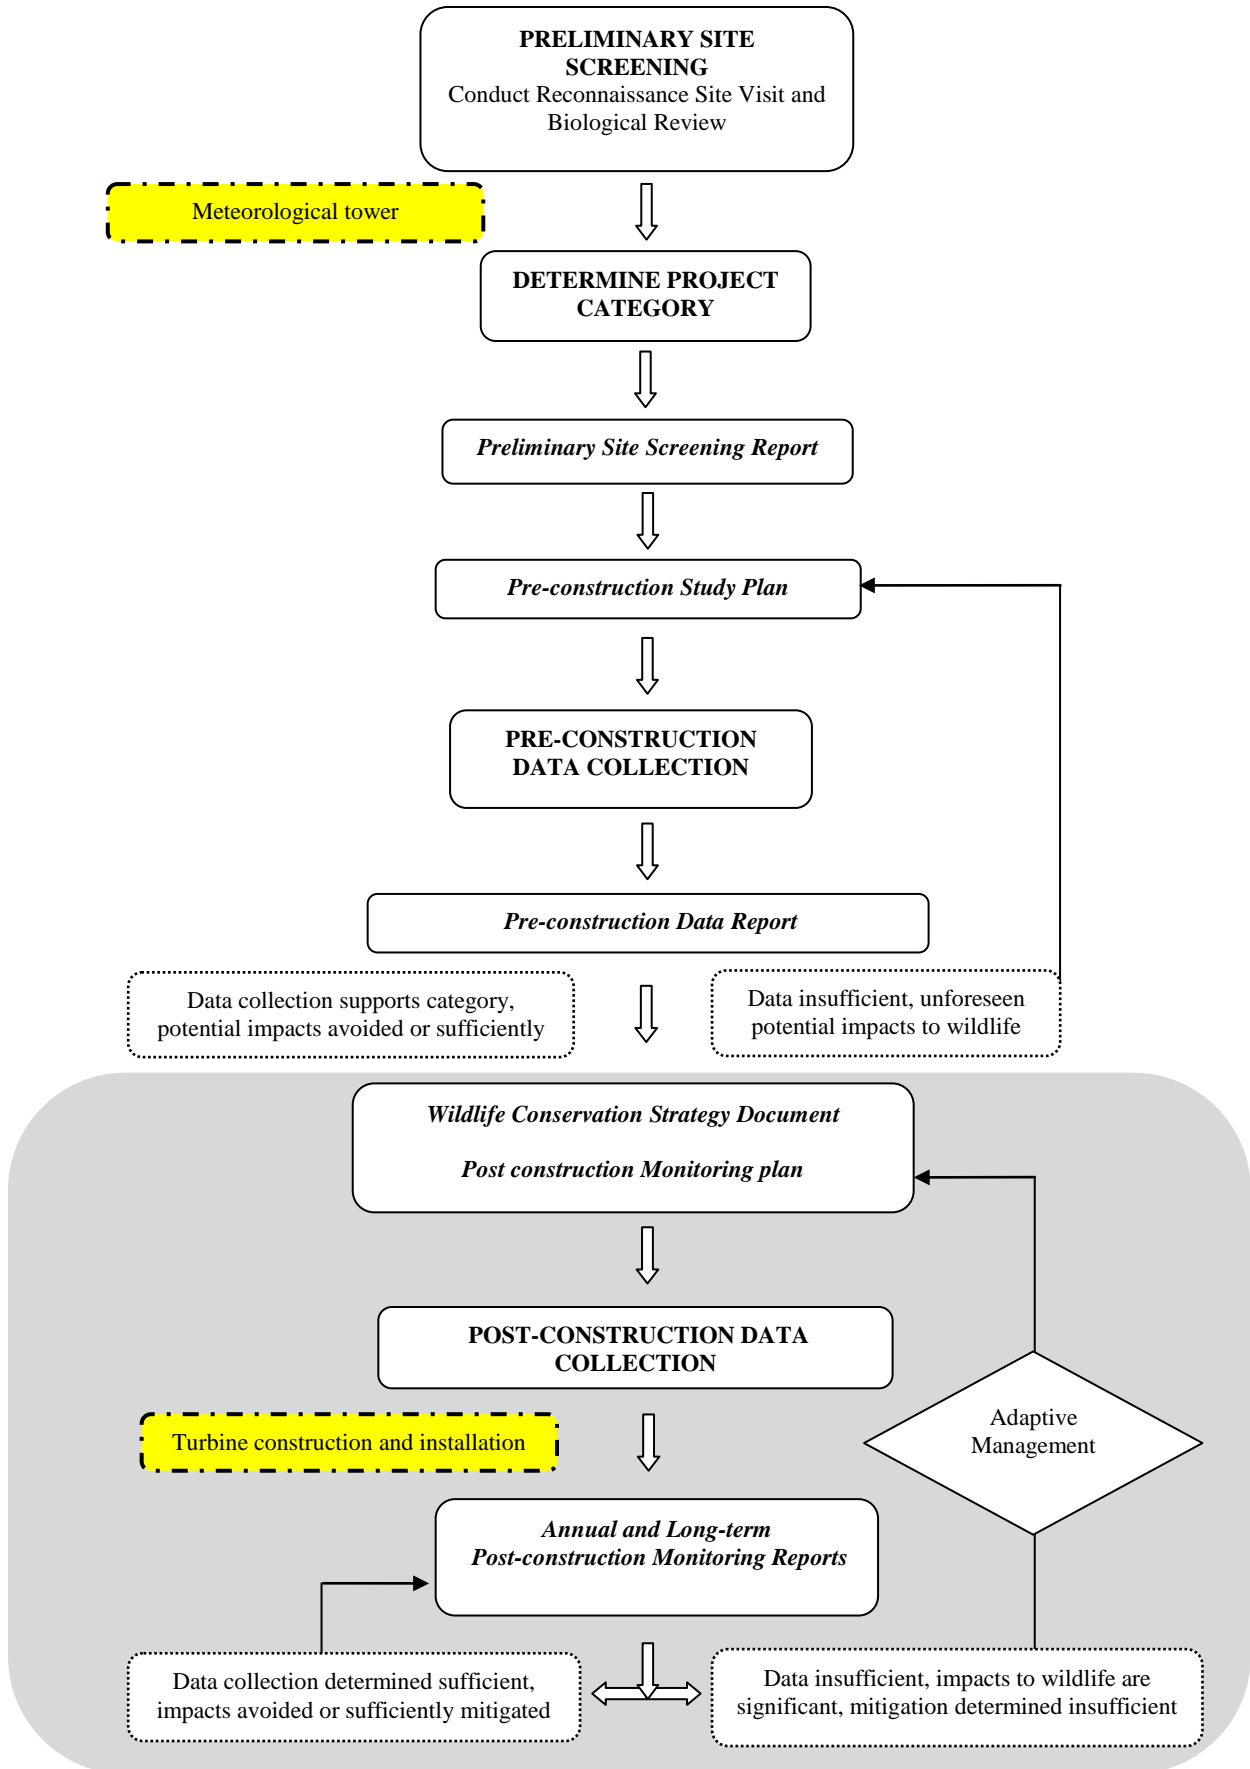 PRELIMINARY SITE
SCREENING
Conduct Reconnaissance Site Visit and
Biological Review
Meteorological tower
DETERMINE PROJECT
CATEGORY
Preliminary Site Screening Report
Pre-construction Study Plan
PRE-CONSTRUCTION
DATA COLLECTION
Pre-construction Data Report
Data collection supports category,
potential impacts avoided or sufficiently
Data insufficient, unforeseen
potential impacts to wildlife
Wildlife Conservation Strategy Document
Post construction Monitoring plan
POST-CONSTRUCTION DATA
COLLECTION
Turbine construction and installation
Adaptive
Management
Annual and Long-term
Post-construction Monitoring Reports
Data collection determined sufficient,
impacts avoided or sufficiently mitigated
Data insufficient, impacts to wildlife are
significant, mitigation determined insufficient